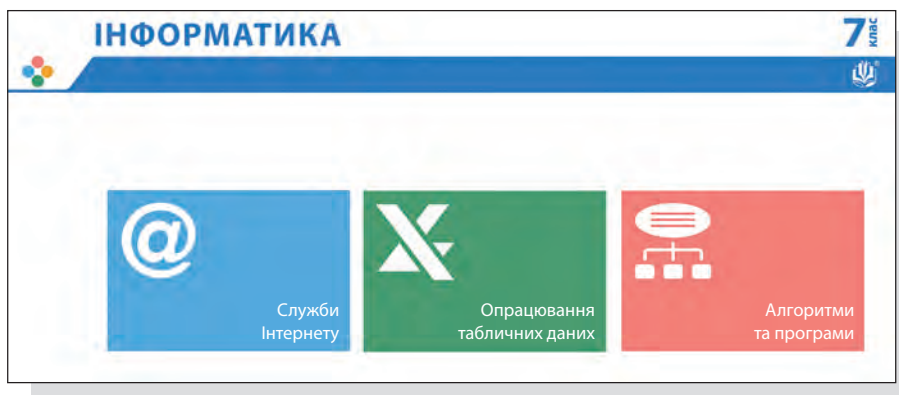 ІНФОРМАТИКА
7 клас
@
Служби
Інтернету
Опрацювання
табличних даних
Алгоритми
та програми